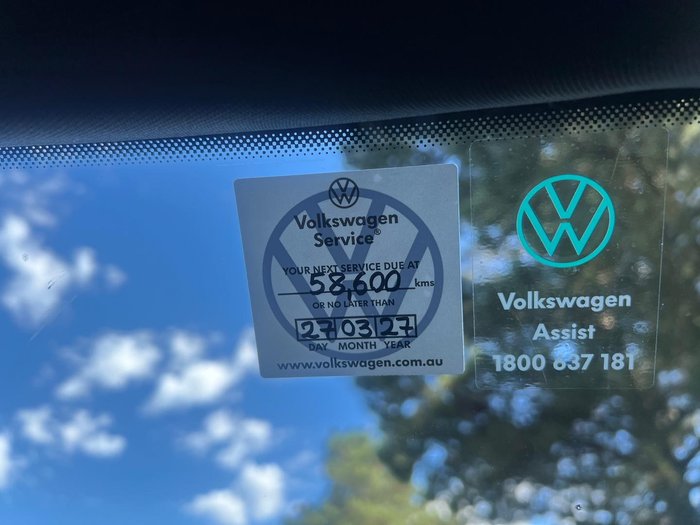 Volkswagen
Service®
YOUR NEXT SERVICE DUE AT
58,600 kms
OR NO LATER THAN
27 03 27
DAY MONTH YEAR
www.volkswagen.com.au
Volkswagen
Assist
1800 637 181